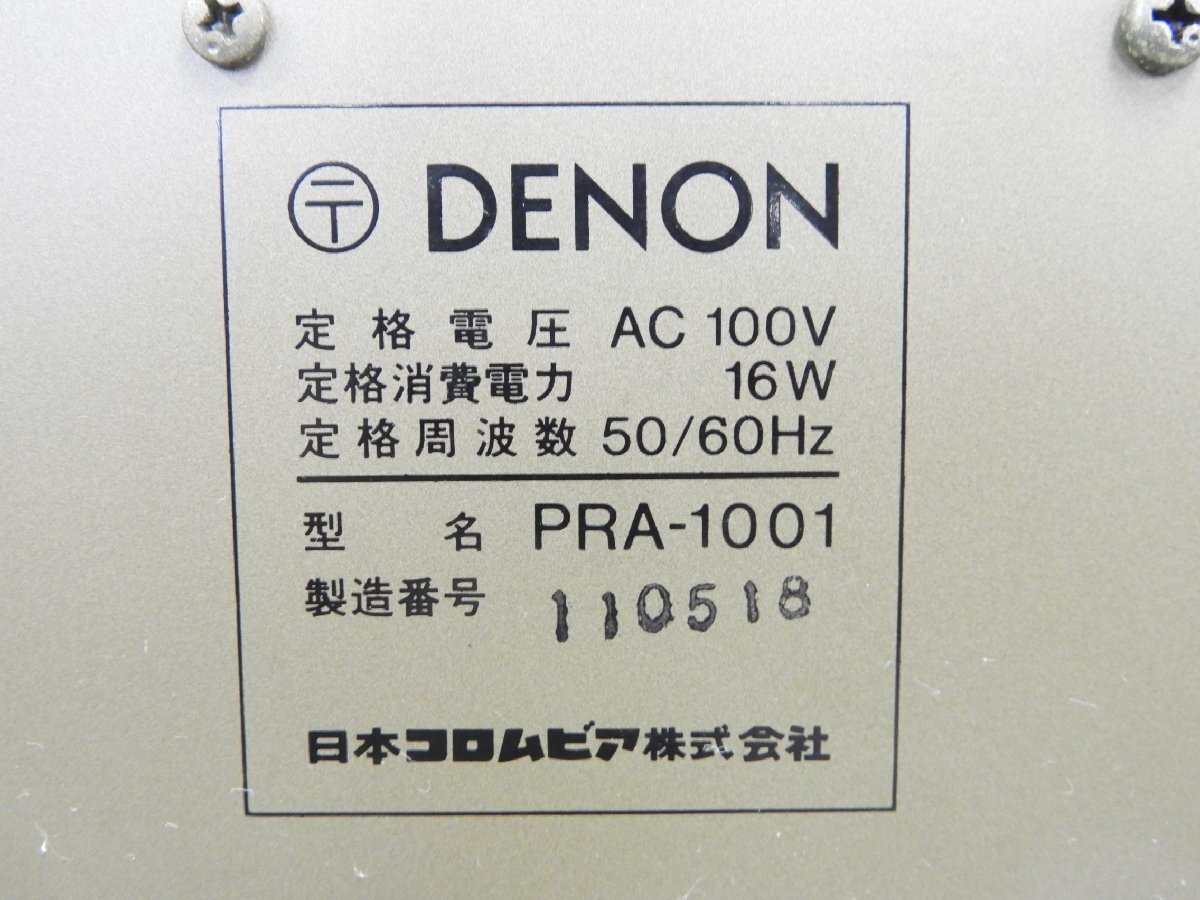 〒 DENON
定格電圧 AC 100V
定格消費電力 16W
定格周波数 50/60Hz
型名 PRA-1001
製造番号 110518
日本コロムビア株式会社